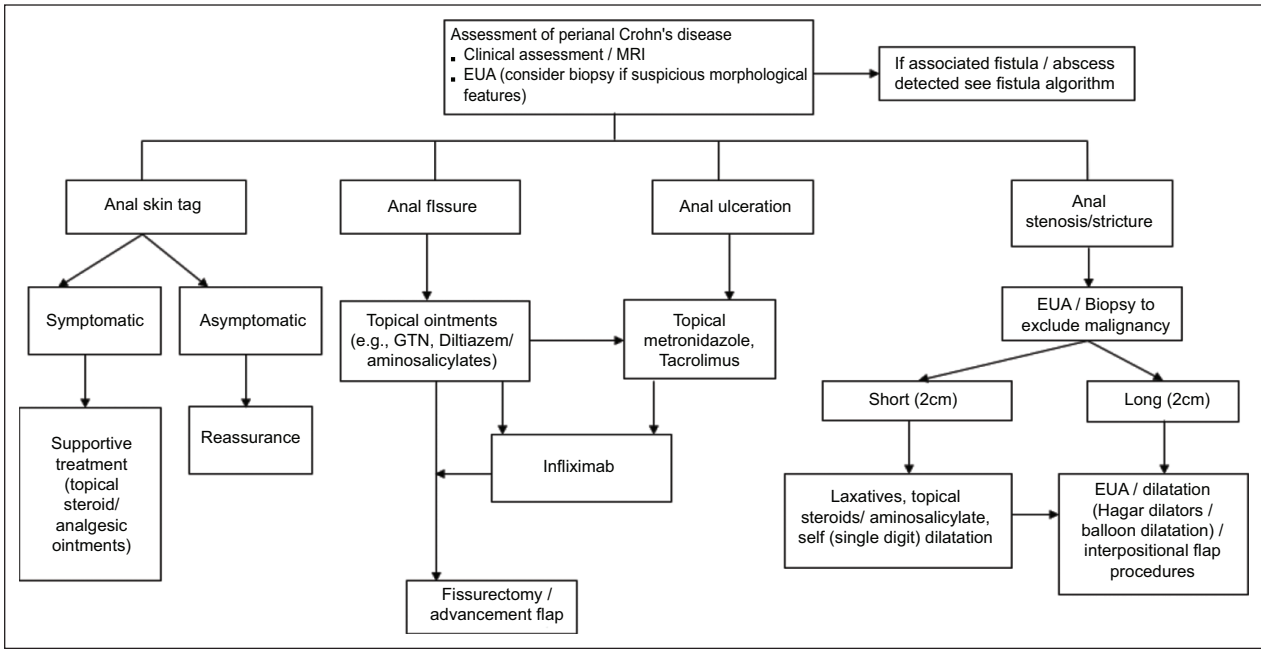 Assessment of perianal Crohn's disease
▪ Clinical assessment / MRI
▪ EUA (consider biopsy if suspicious morphological
features)
If associated fistula / abscess
detected see fistula algorithm
Anal skin tag
Anal flssure
Anal ulceration
Anal
stenosis/stricture
Symptomatic
Asymptomatic
Topical ointments
(e.g., GTN, Diltiazem/
aminosalicylates)
Topical
metronidazole,
Tacrolimus
EUA / Biopsy to
exclude malignancy
Short (2cm)
Long (2cm)
Supportive
treatment
(topical
steroid/
analgesic
ointments)
Reassurance
Infliximab
Laxatives, topical
steroids/ aminosalicylate,
self (single digit) dilatation
EUA / dilatation
(Hagar dilators /
balloon dilatation) /
interpositional flap
procedures
Fissurectomy /
advancement flap